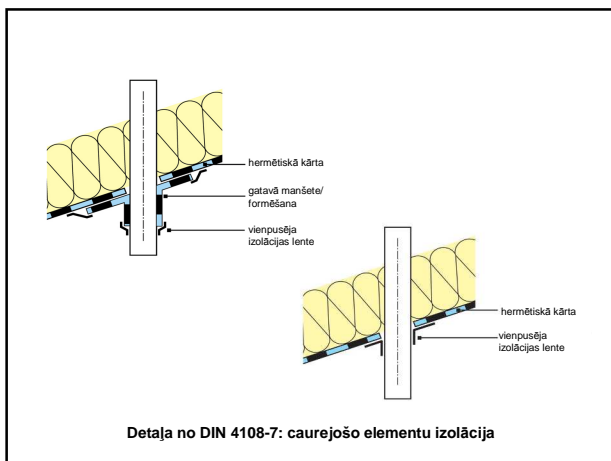 hermētiskā kārta
gatavā manšete/
formēšana
vienpusēja
izolācijas lente
hermētiskā kārta
vienpusēja
izolācijas lente
Detaļa no DIN 4108-7: caurejošo elementu izolācija